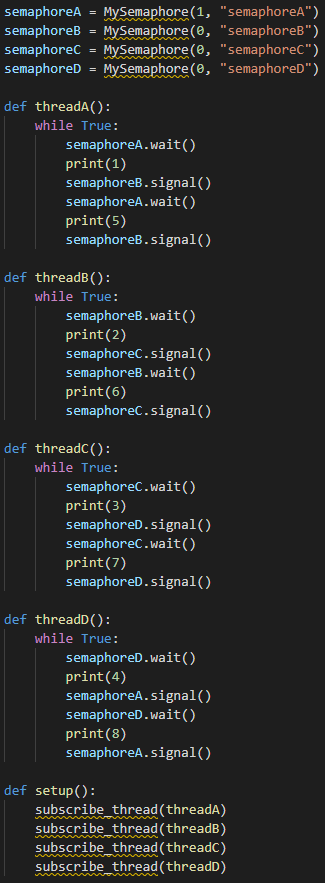 semaphoreA = MySemaphore(1, "semaphoreA")
semaphoreB = MySemaphore(0, "semaphoreB")
semaphoreC = MySemaphore(0, "semaphoreC")
semaphoreD = MySemaphore(0, "semaphoreD")

def threadA():
    while True:
        semaphoreA.wait()
        print(1)
        semaphoreB.signal()
        semaphoreA.wait()
        print(5)
        semaphoreB.signal()

def threadB():
    while True:
        semaphoreB.wait()
        print(2)
        semaphoreC.signal()
        semaphoreB.wait()
        print(6)
        semaphoreC.signal()

def threadC():
    while True:
        semaphoreC.wait()
        print(3)
        semaphoreD.signal()
        semaphoreC.wait()
        print(7)
        semaphoreD.signal()

def threadD():
    while True:
        semaphoreD.wait()
        print(4)
        semaphoreA.signal()
        semaphoreD.wait()
        print(8)
        semaphoreA.signal()

def setup():
    subscribe_thread(threadA)
    subscribe_thread(threadB)
    subscribe_thread(threadC)
    subscribe_thread(threadD)